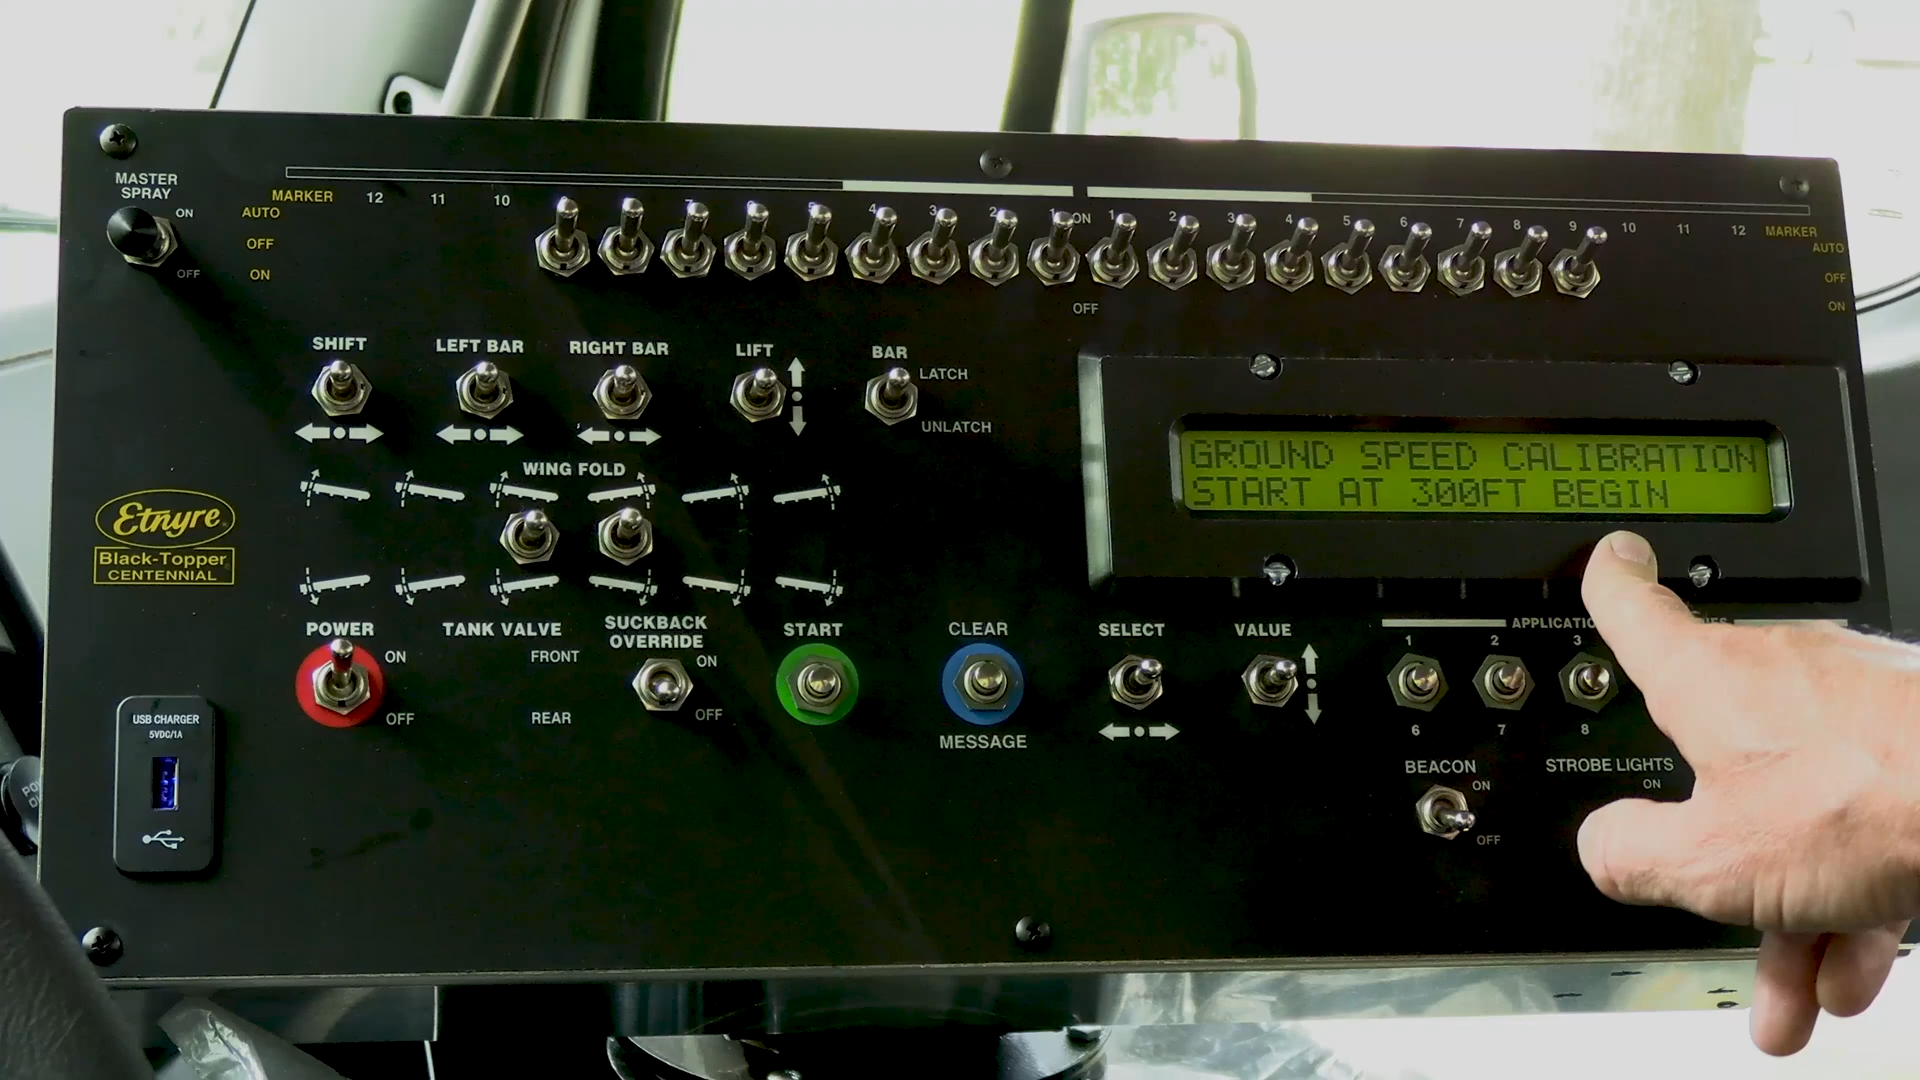 MASTER
SPRAY
ON
OFF
MARKER
AUTO
OFF
ON
12 11 10
7 6 5 4 3 2 1 ON 1 2 3 4 5 6 7 8 9 10 11 12
OFF
MARKER
AUTO
OFF
ON
SHIFT
LEFT BAR
RIGHT BAR
LIFT
BAR
LATCH
UNLATCH
WING FOLD
GROUND SPEED CALIBRATION
START AT 300FT BEGIN
Etnyre
Black-Topper
CENTENNIAL
POWER
ON
OFF
TANK VALVE
FRONT
REAR
SUCKBACK
OVERRIDE
ON
OFF
START
CLEAR
MESSAGE
SELECT
VALUE
1 2 3
6 7 8
BEACON
ON
OFF
STROBE LIGHTS
ON
USB CHARGER
5VDC/1A